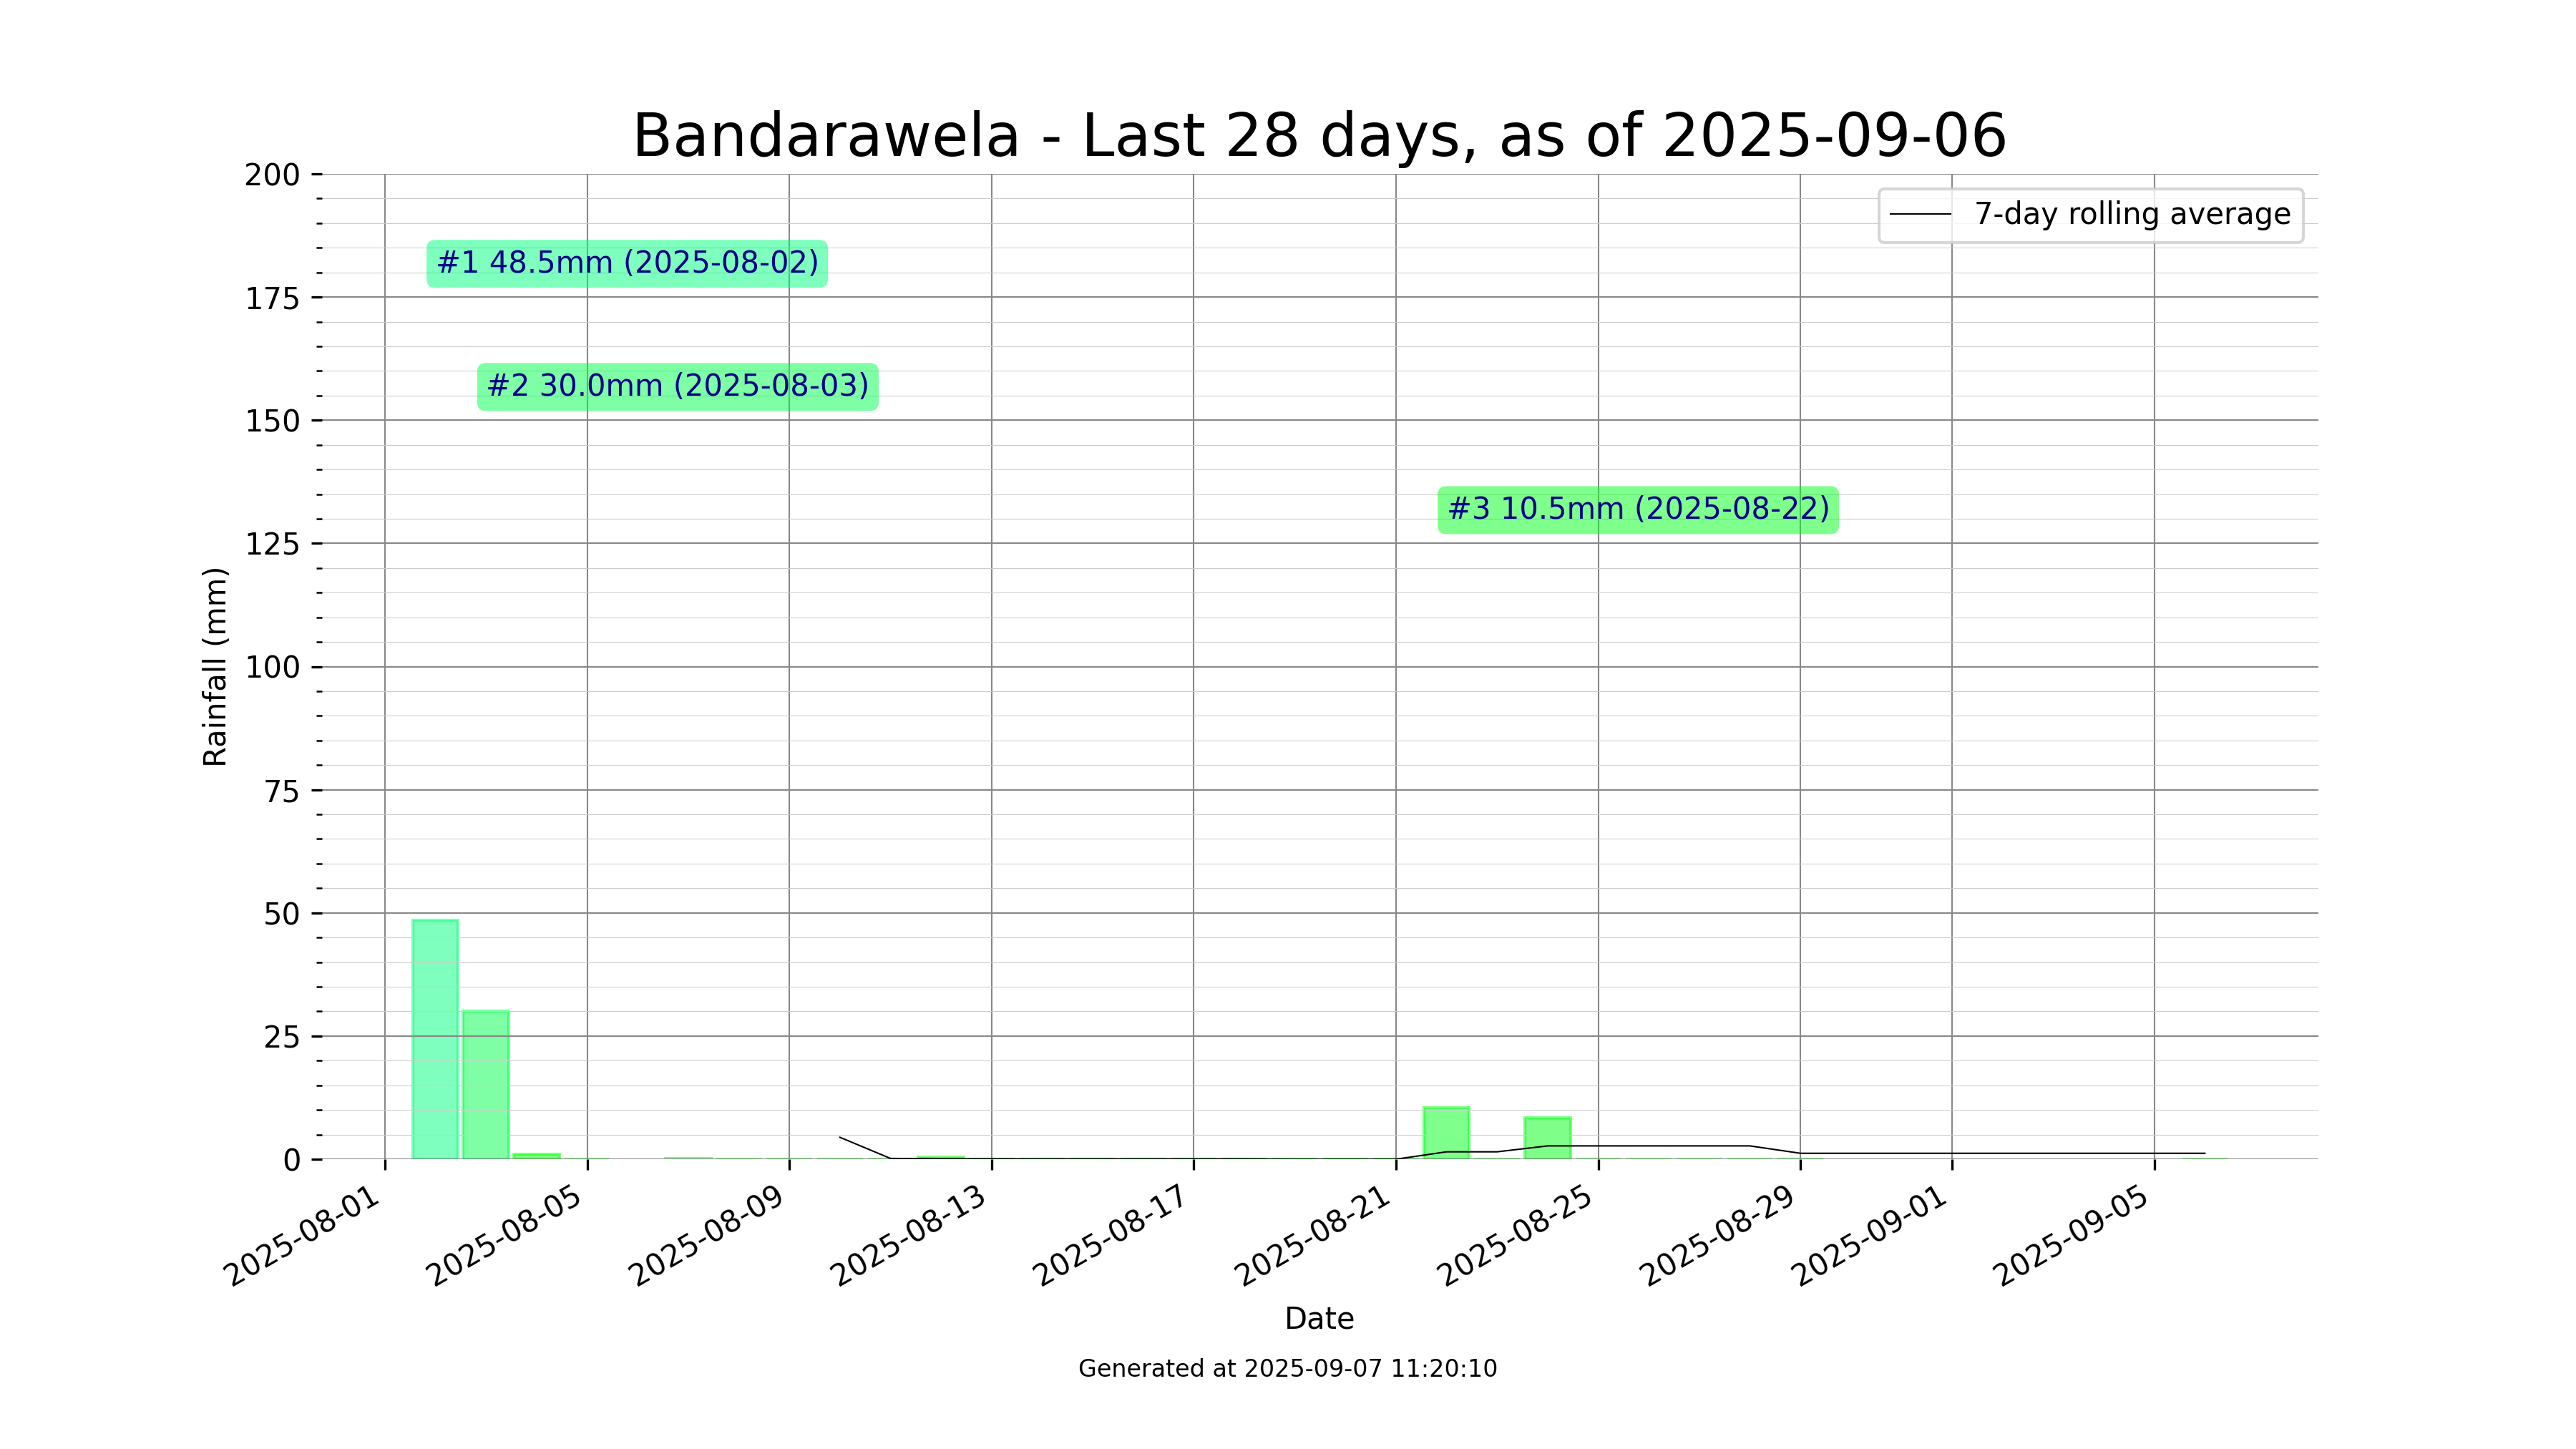 Bandarawela - Last 28 days, as of 2025-09-06
200
175
150
125
100
75
50
25
0
Rainfall (mm)
7-day rolling average
#1 48.5mm (2025-08-02)
#2 30.0mm (2025-08-03)
#3 10.5mm (2025-08-22)
2025-08-01
2025-08-05
2025-08-09
2025-08-13
2025-08-17
2025-08-21
2025-08-25
2025-08-29
2025-09-01
2025-09-05
Date
Generated at 2025-09-07 11:20:10